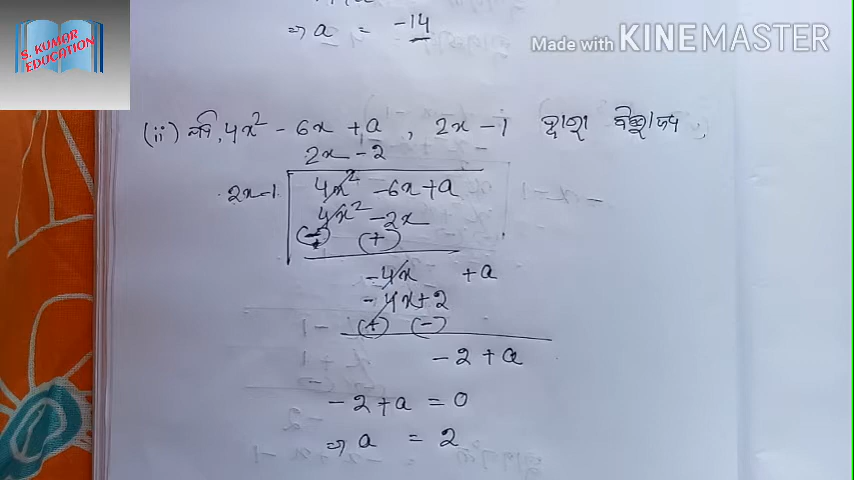 ⇒ a = -14
S. KUMAR
EDUCATION
Made with KINEMASTER
(ii) ଯଦି, 4x² - 6x + a, 2x - 1 ଦ୍ୱାରା ବିଭାଜ୍ୟ,
2x - 2
2x-1 4x² - 6x + a
4x² - 2x
(-) (+)
-4x + a
-4x + 2
(+) (-)
-2 + a
-2 + a = 0
⇒ a = 2